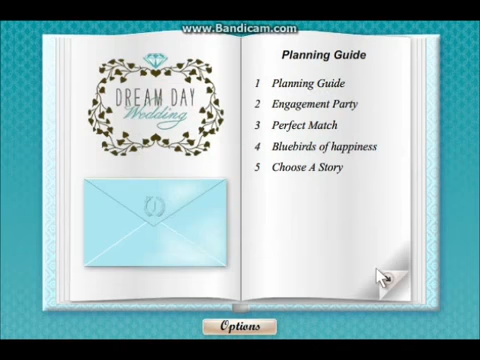 www.Bandicam.com
DREAM DAY
Wedding
Planning Guide
1 Planning Guide
2 Engagement Party
3 Perfect Match
4 Bluebirds of happiness
5 Choose A Story
Options